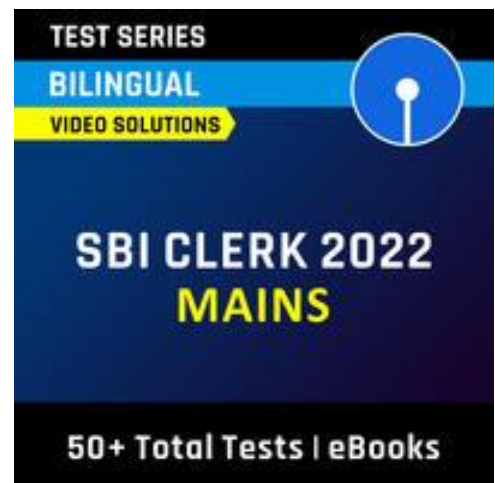 TEST SERIES
BILINGUAL
VIDEO SOLUTIONS
SBI CLERK 2022
MAINS
50+ Total Tests | eBooks